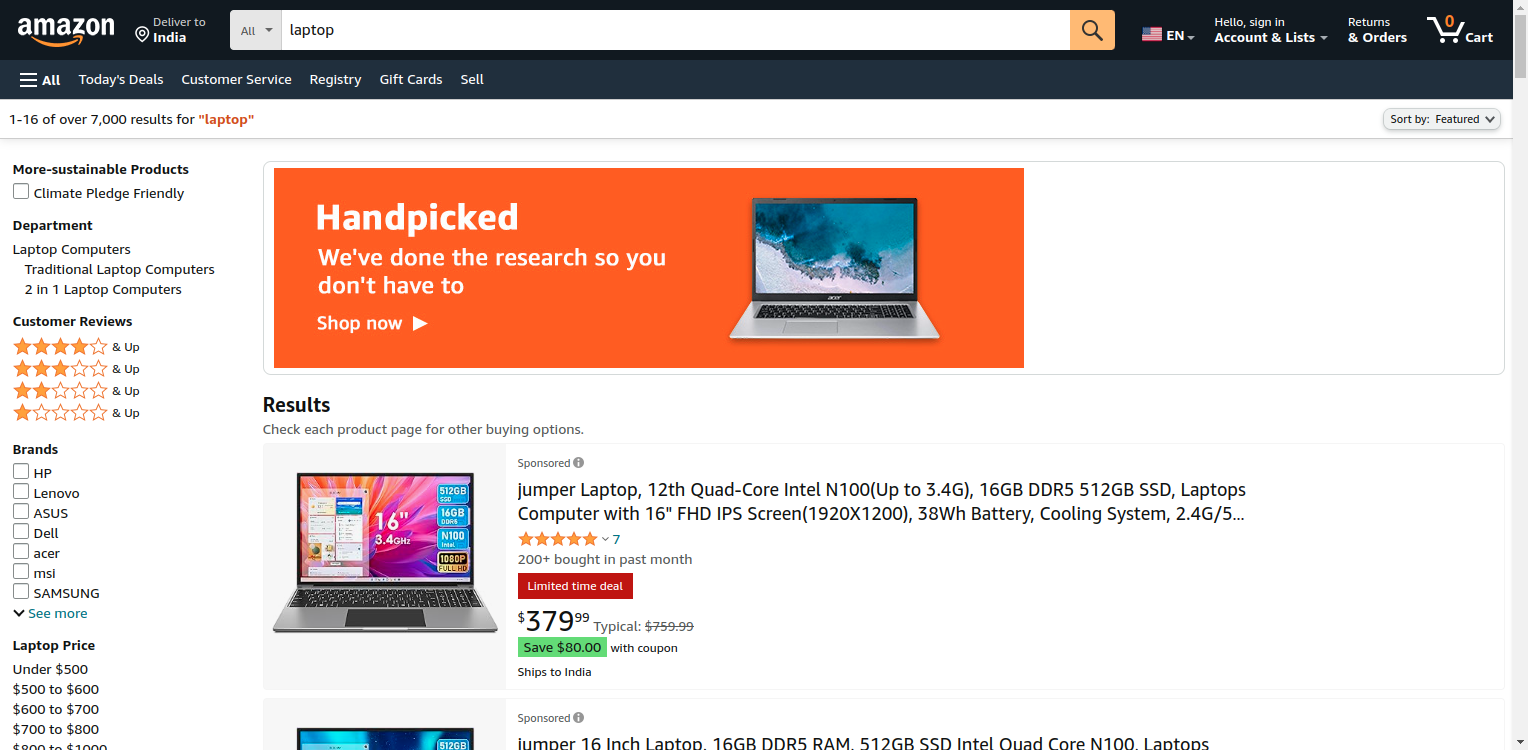 amazon
Deliver to
India
All
laptop
EN
Hello, sign in
Account & Lists
Returns
& Orders
0
Cart
All
Today's Deals
Customer Service
Registry
Gift Cards
Sell
1-16 of over 7,000 results for "laptop"
Sort by: Featured
More-sustainable Products
Climate Pledge Friendly
Department
Laptop Computers
Traditional Laptop Computers
2 in 1 Laptop Computers
Customer Reviews
& Up
& Up
& Up
& Up
Brands
HP
Lenovo
ASUS
Dell
acer
msi
SAMSUNG
See more
Laptop Price
Under $500
$500 to $600
$600 to $700
$700 to $800
$800 to $1000
Handpicked
We've done the research so you
don't have to
Shop now
acer
Results
Check each product page for other buying options.
512GB
SSD
16GB
DDR5
N100
Intel
1080P
FULL HD
16"
3.4GHz
Sponsored
jumper Laptop, 12th Quad-Core Intel N100(Up to 3.4G), 16GB DDR5 512GB SSD, Laptops
Computer with 16" FHD IPS Screen(1920X1200), 38Wh Battery, Cooling System, 2.4G/5...
7
200+ bought in past month
Limited time deal
$379.99 Typical: $759.99
Save $80.00 with coupon
Ships to India
512GB
Sponsored
jumper 16 Inch Laptop, 16GB DDR5 RAM, 512GB SSD Intel Quad Core N100, Laptops